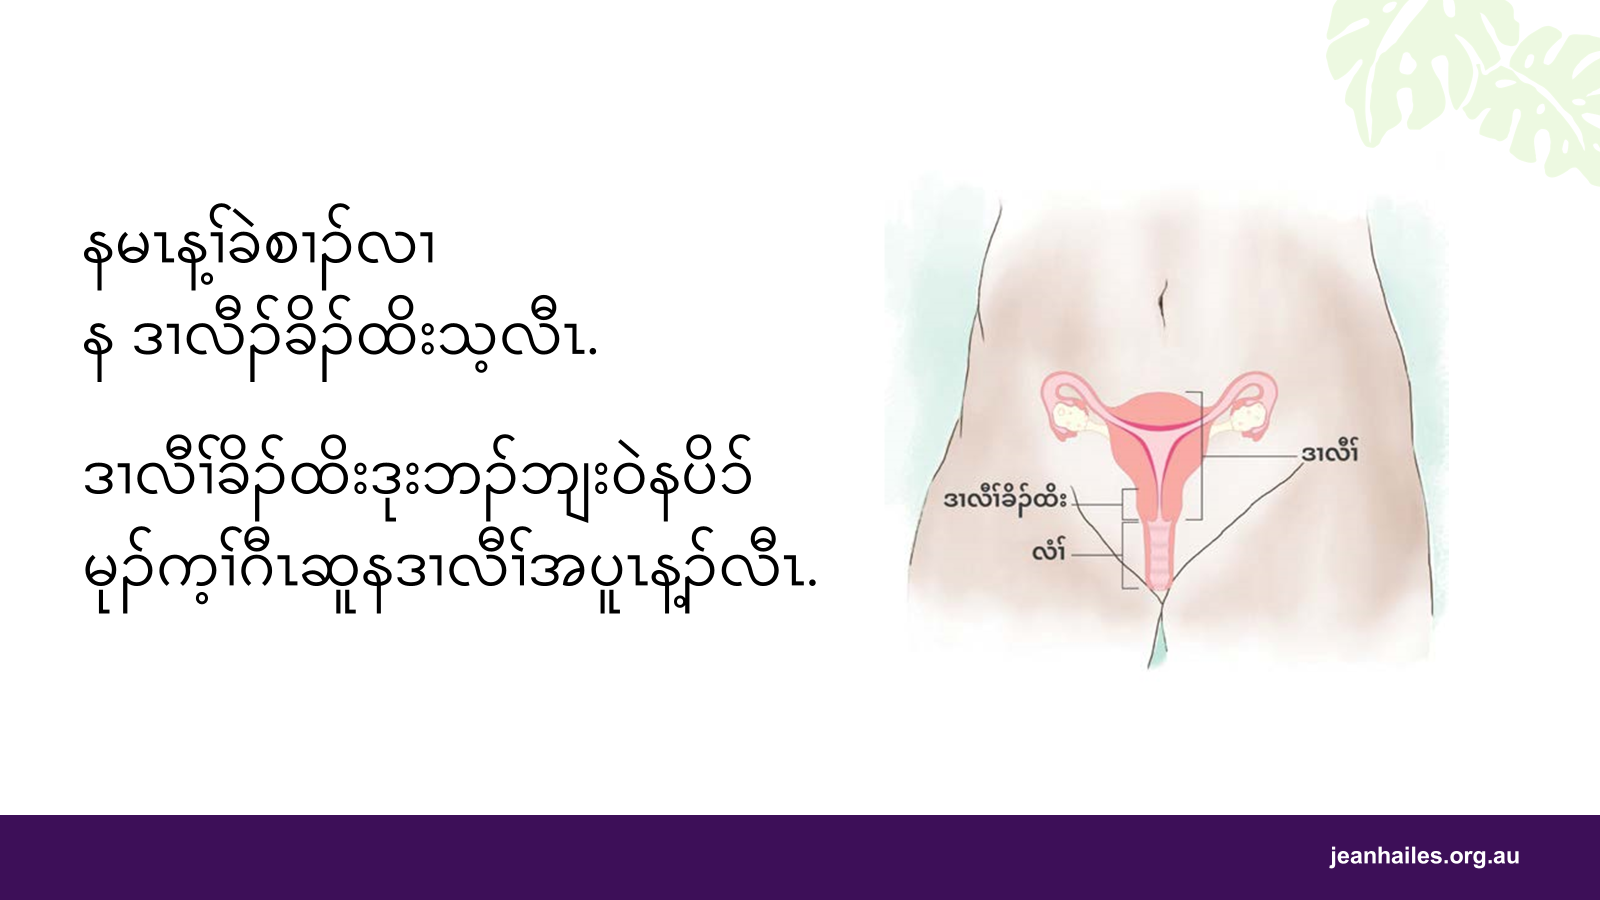 နမၤန့ၢ်ခဲစၢၣ်လၢ
န ဒၢလီၣ်ခိၣ်ထိးသ့လီၤ.
ဒၢလီၢ်ခိၣ်ထိးဒုးဘၣ်ဘျးဝဲနပိာ်
မုၣ်က့ၢ်ဂီၤဆူနဒၢလီၢ်အပူၤန့ၣ်လီၤ.
ဒၢလီၢ်
ဒၢလီၢ်ခိၣ်ထိး
လံၢ်
jeanhailes.org.au